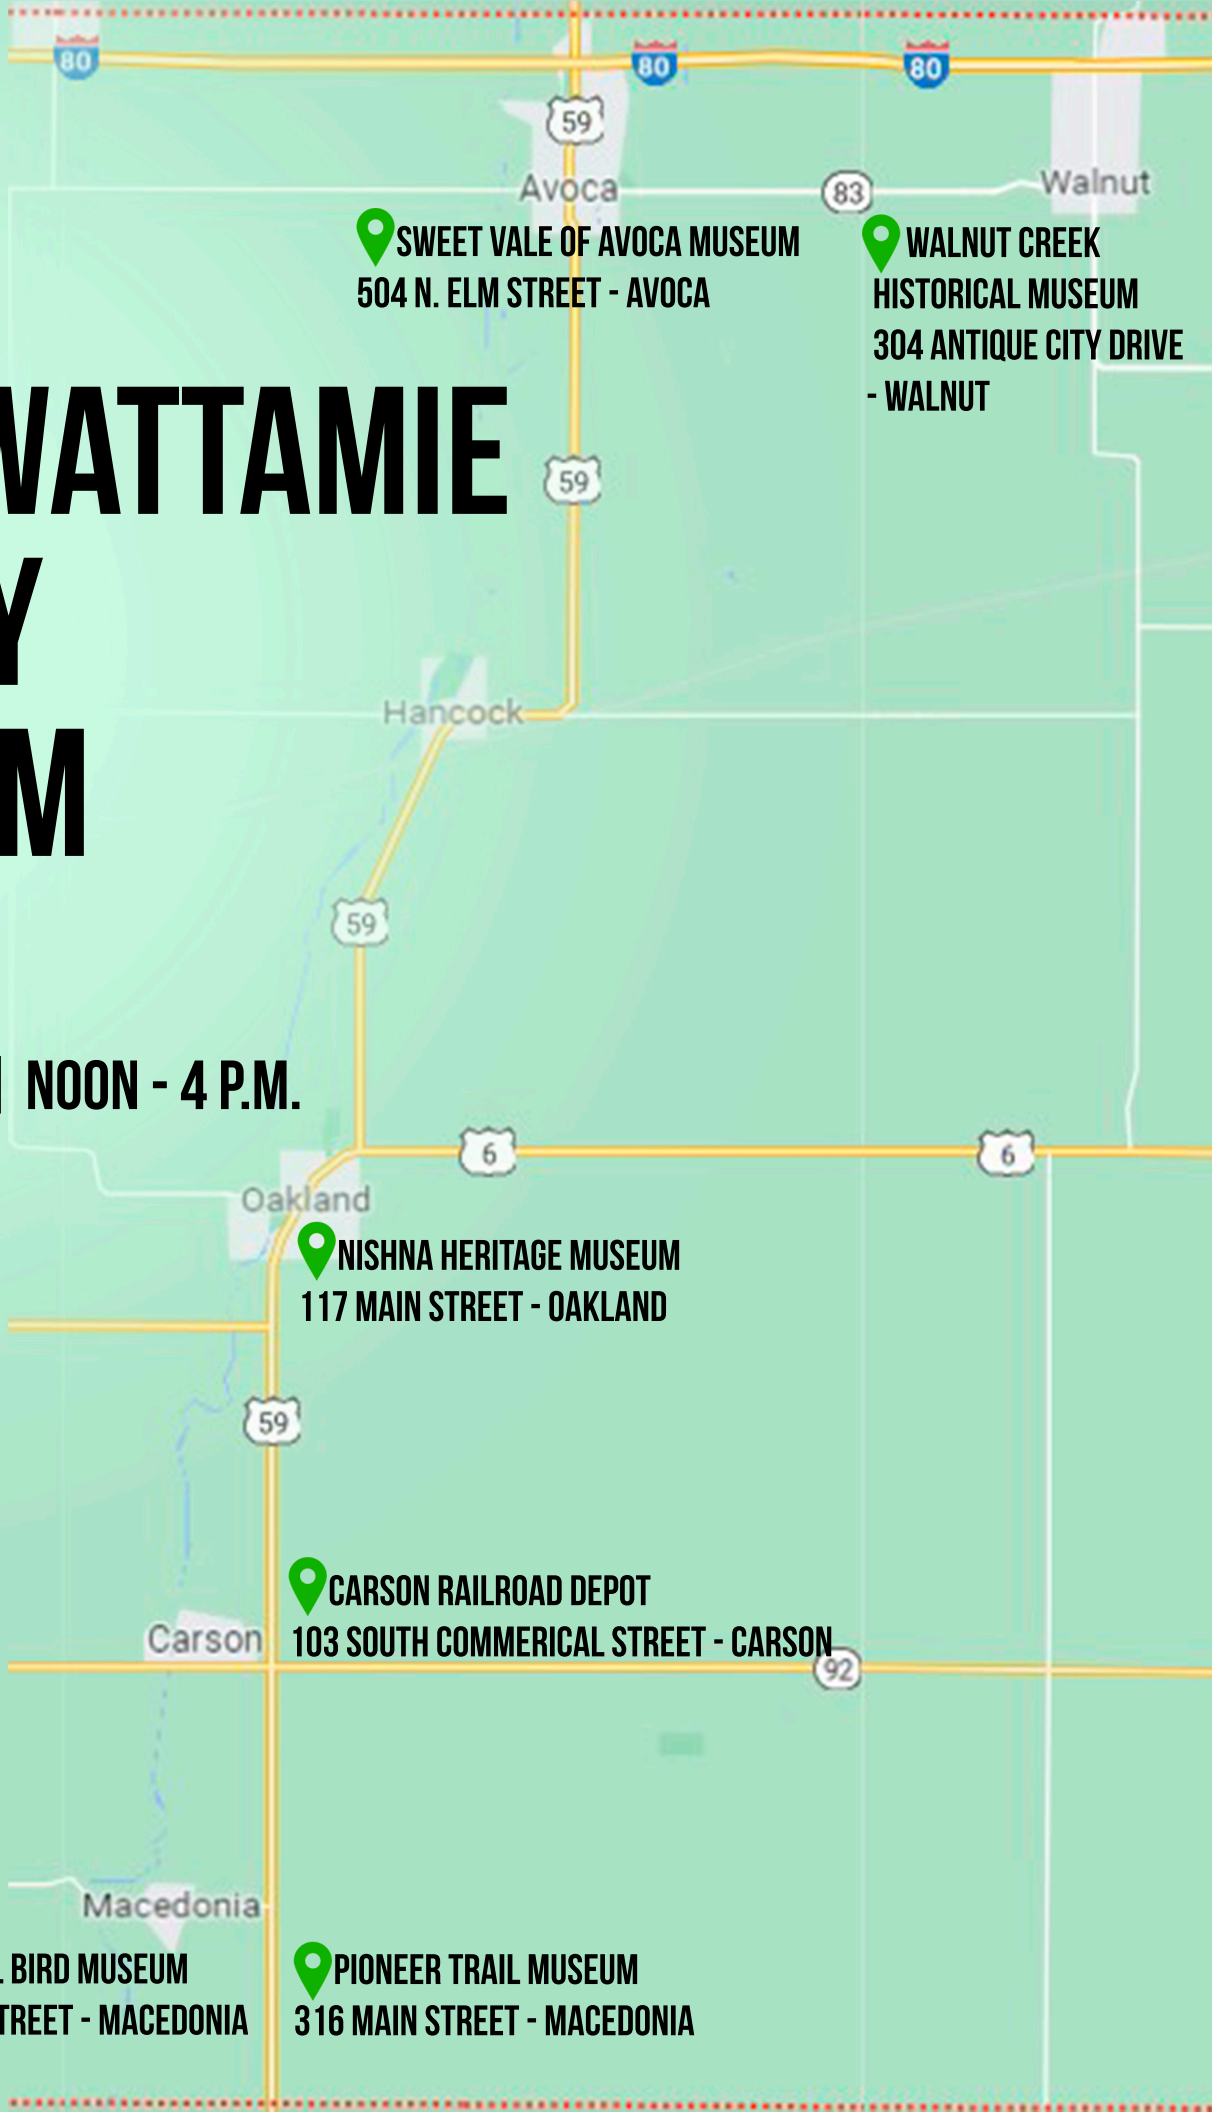 80
80
80
59
Avoca
83
Walnut
SWEET VALE OF AVOCA MUSEUM
504 N. ELM STREET - AVOCA
WALNUT CREEK
HISTORICAL MUSEUM
304 ANTIQUE CITY DRIVE
- WALNUT
WATTAMIE
59
Y
Hancock
M
59
NOON - 4 P.M.
6
6
Oakland
NISHNA HERITAGE MUSEUM
117 MAIN STREET - OAKLAND
59
CARSON RAILROAD DEPOT
Carson
103 SOUTH COMMERICAL STREET - CARSON
92
Macedonia
BIRD MUSEUM
TREET - MACEDONIA
PIONEER TRAIL MUSEUM
316 MAIN STREET - MACEDONIA